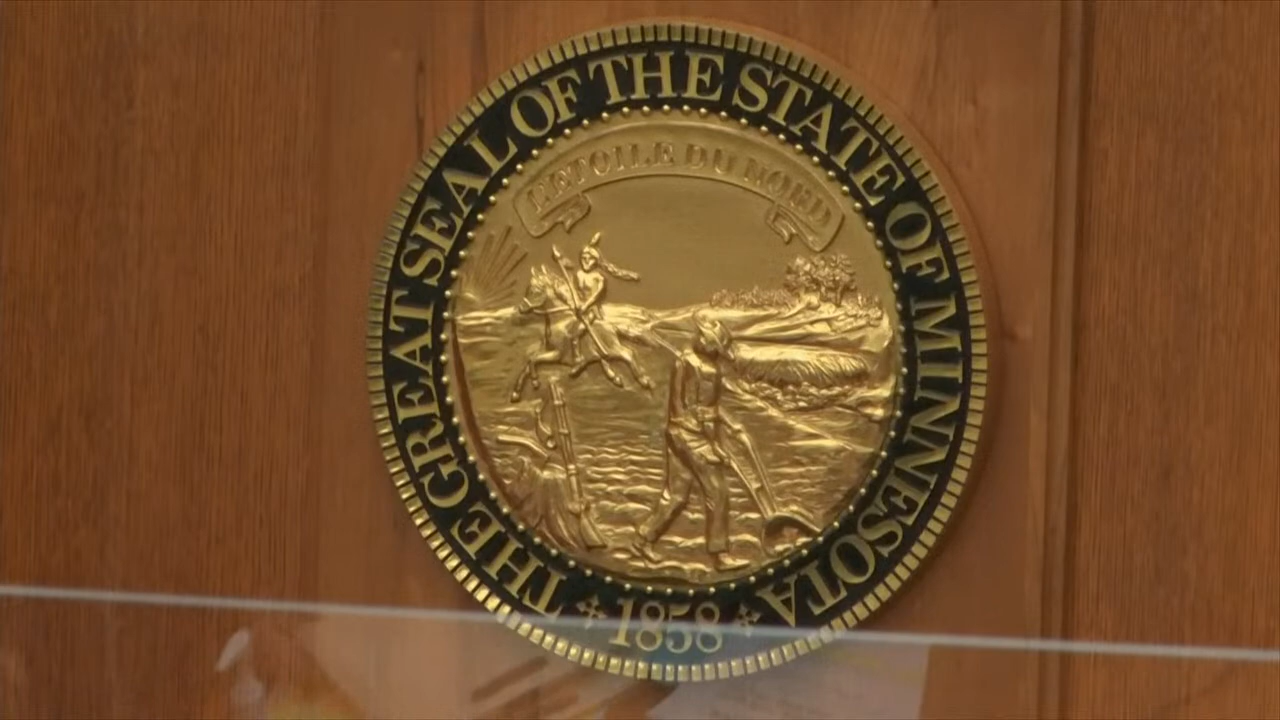 THE GREAT SEAL OF THE STATE OF MINNESOTA
L'ETOILE DU NORD
1858